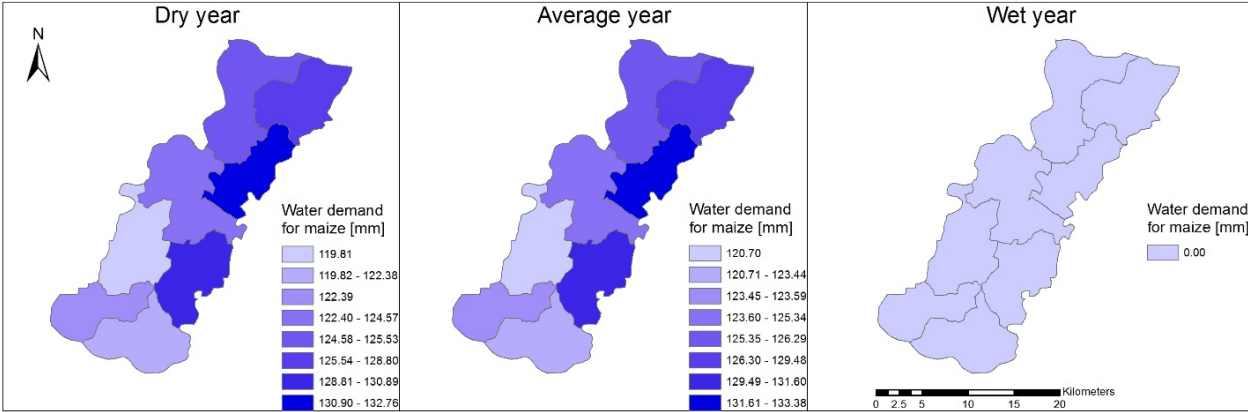 Dry year
N
Water demand
for maize [mm]
119.81
119.82 - 122.38
122.39
122.40 - 124.57
124.58 - 125.53
125.54 - 128.80
128.81 - 130.89
130.90 - 132.76
Average year
Water demand
for maize [mm]
120.70
120.71 - 123.44
123.45 - 123.59
123.60 - 125.34
125.35 - 126.29
126.30 - 129.48
129.49 - 131.60
131.61 - 133.38
Wet year
Water demand
for maize [mm]
0.00
Kilometers
0 2.5 5 10 15 20